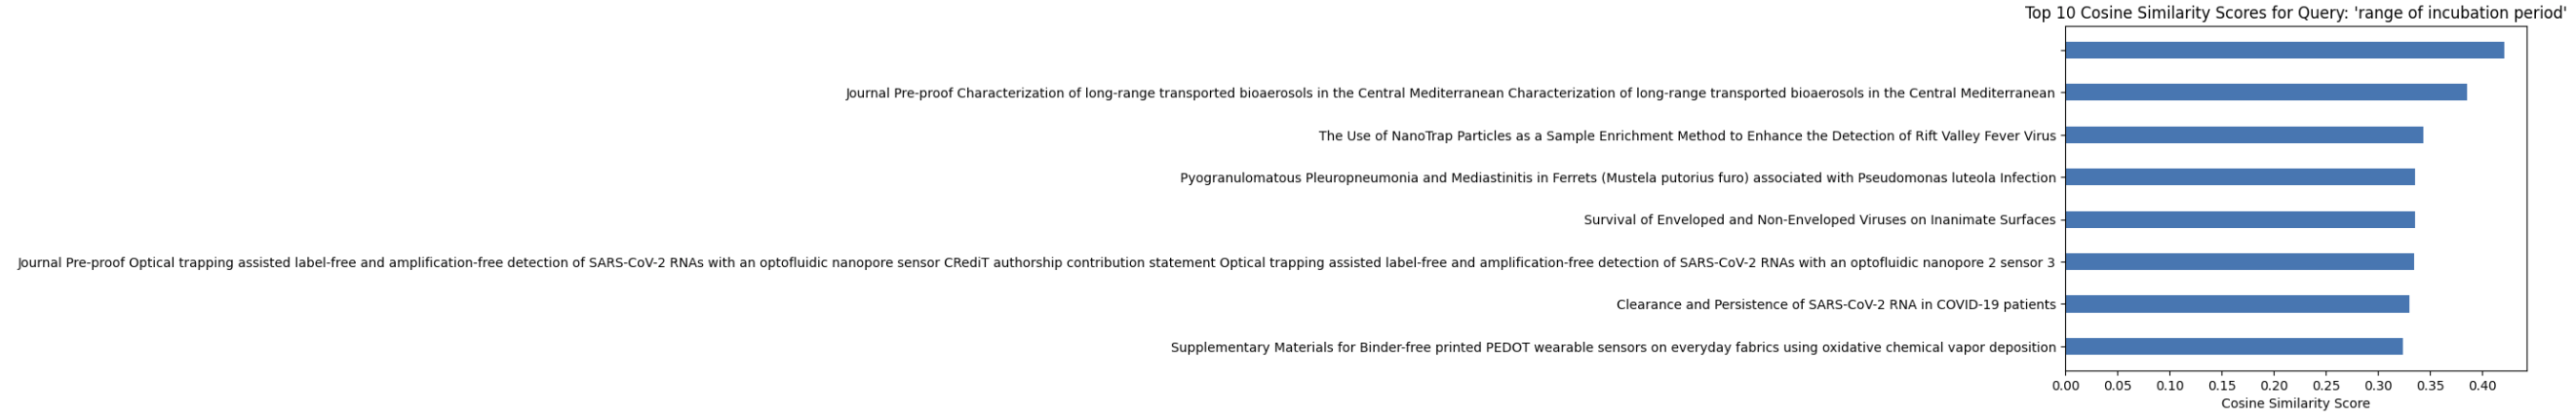 Top 10 Cosine Similarity Scores for Query: 'range of incubation period'
Journal Pre-proof Characterization of long-range transported bioaerosols in the Central Mediterranean Characterization of long-range transported bioaerosols in the Central Mediterranean
The Use of NanoTrap Particles as a Sample Enrichment Method to Enhance the Detection of Rift Valley Fever Virus
Pyogranulomatous Pleuropneumonia and Mediastinitis in Ferrets (Mustela putorius furo) associated with Pseudomonas luteola Infection
Survival of Enveloped and Non-Enveloped Viruses on Inanimate Surfaces
Journal Pre-proof Optical trapping assisted label-free and amplification-free detection of SARS-CoV-2 RNAs with an optofluidic nanopore sensor CRediT authorship contribution statement Optical trapping assisted label-free and amplification-free detection of SARS-CoV-2 RNAs with an optofluidic nanopore 2 sensor 3
Clearance and Persistence of SARS-CoV-2 RNA in COVID-19 patients
Supplementary Materials for Binder-free printed PEDOT wearable sensors on everyday fabrics using oxidative chemical vapor deposition
0.00 0.05 0.10 0.15 0.20 0.25 0.30 0.35 0.40
Cosine Similarity Score